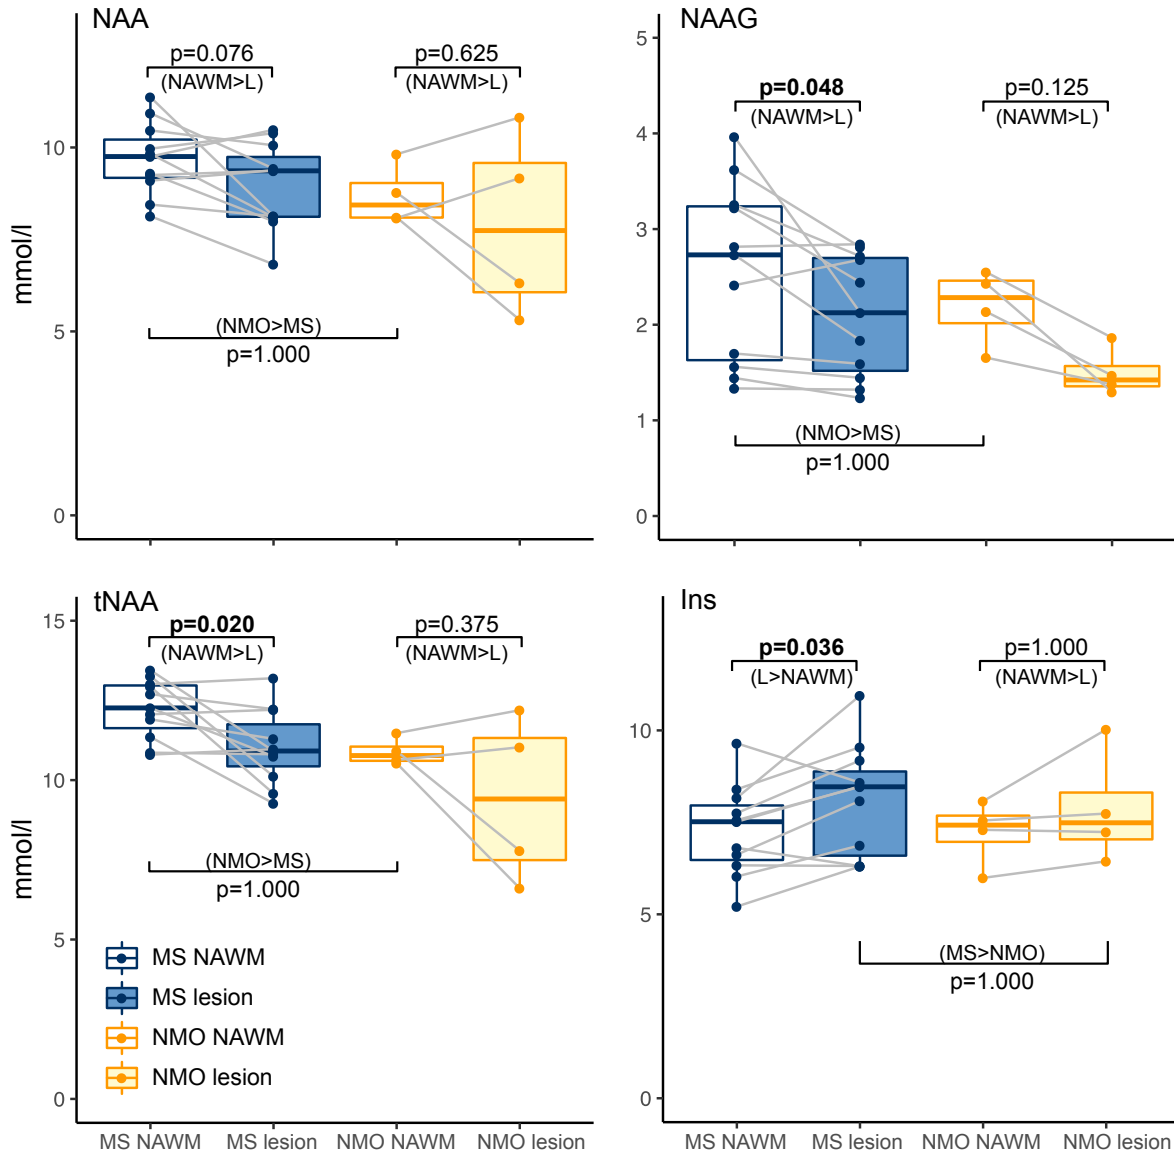 NAA
mmol/l
10
5
0
p=0.076
(NAWM>L)
p=0.625
(NAWM>L)
(NMO>MS)
p=1.000
NAAG
5
4
3
2
1
0
p=0.048
(NAWM>L)
p=0.125
(NAWM>L)
(NMO>MS)
p=1.000
tNAA
mmol/l
15
10
5
0
p=0.020
(NAWM>L)
p=0.375
(NAWM>L)
(NMO>MS)
p=1.000
MS NAWM
MS lesion
NMO NAWM
NMO lesion
MS NAWM
MS lesion
NMO NAWM
NMO lesion
Ins
10
5
0
p=0.036
(L>NAWM)
p=1.000
(NAWM>L)
(MS>NMO)
p=1.000
MS NAWM
MS lesion
NMO NAWM
NMO lesion